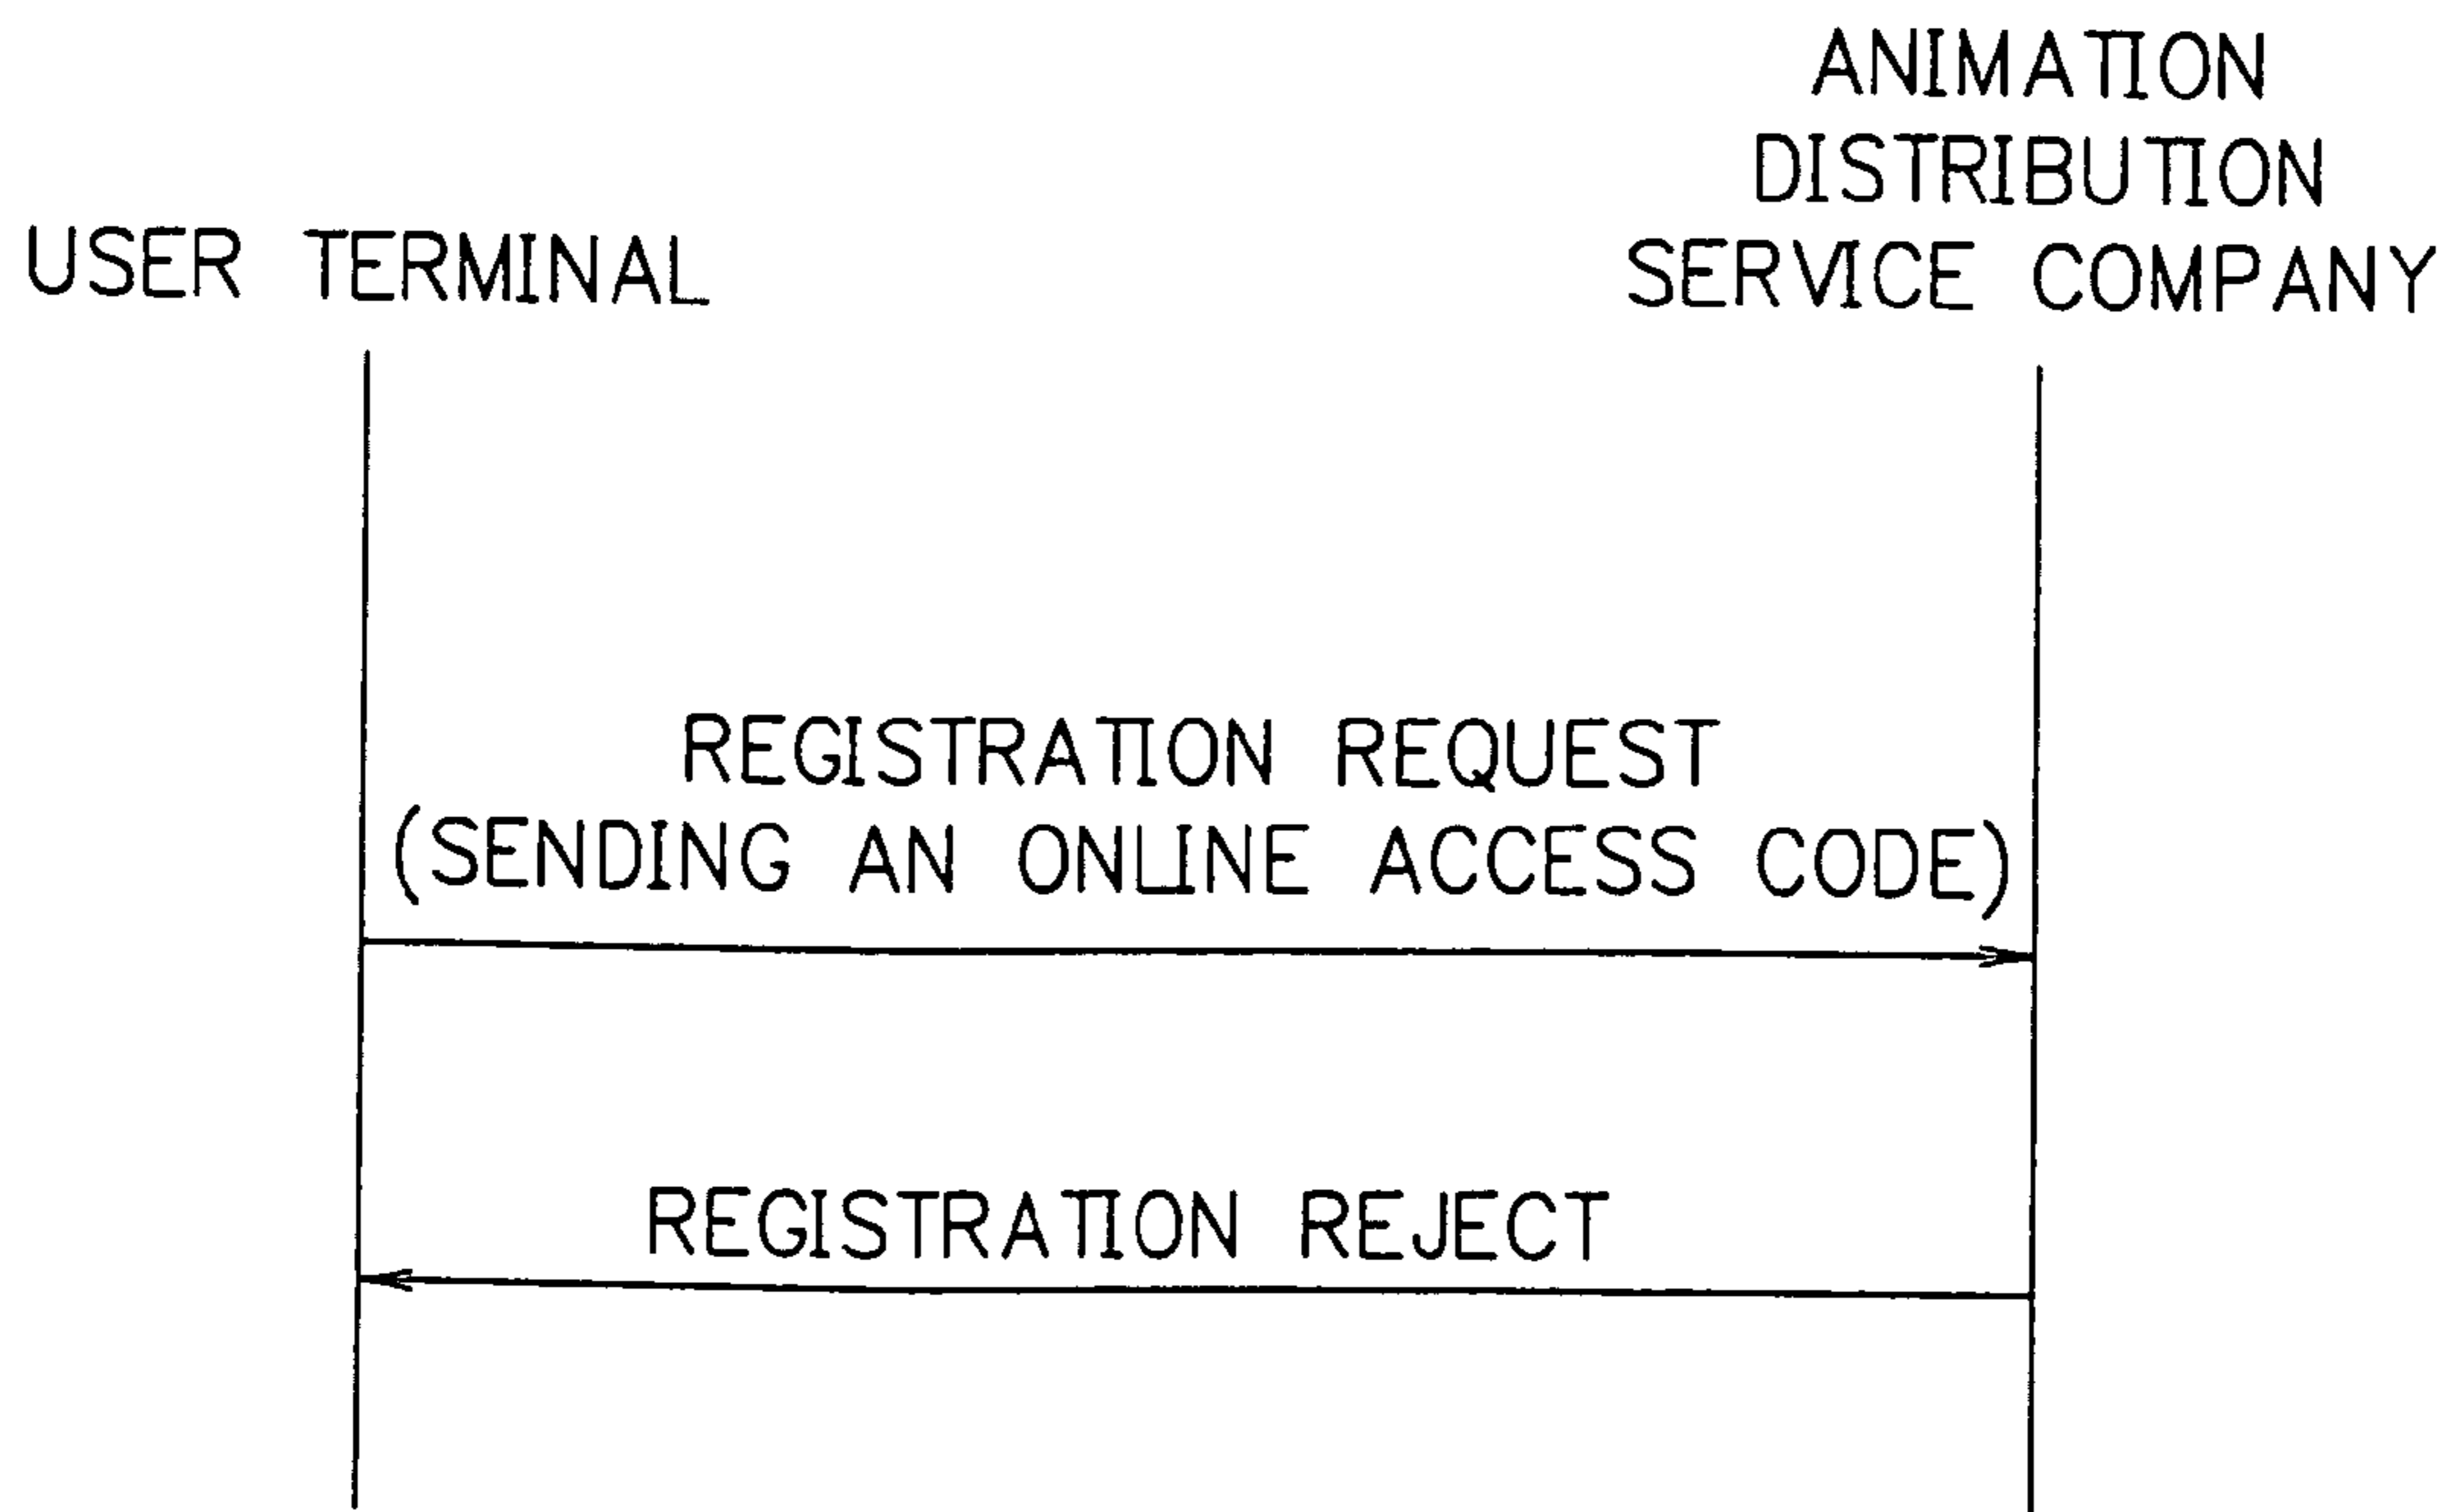 USER TERMINAL
ANIMATION
DISTRIBUTION
SERVICE COMPANY
REGISTRATION REQUEST
(SENDING AN ONLINE ACCESS CODE)
REGISTRATION REJECT